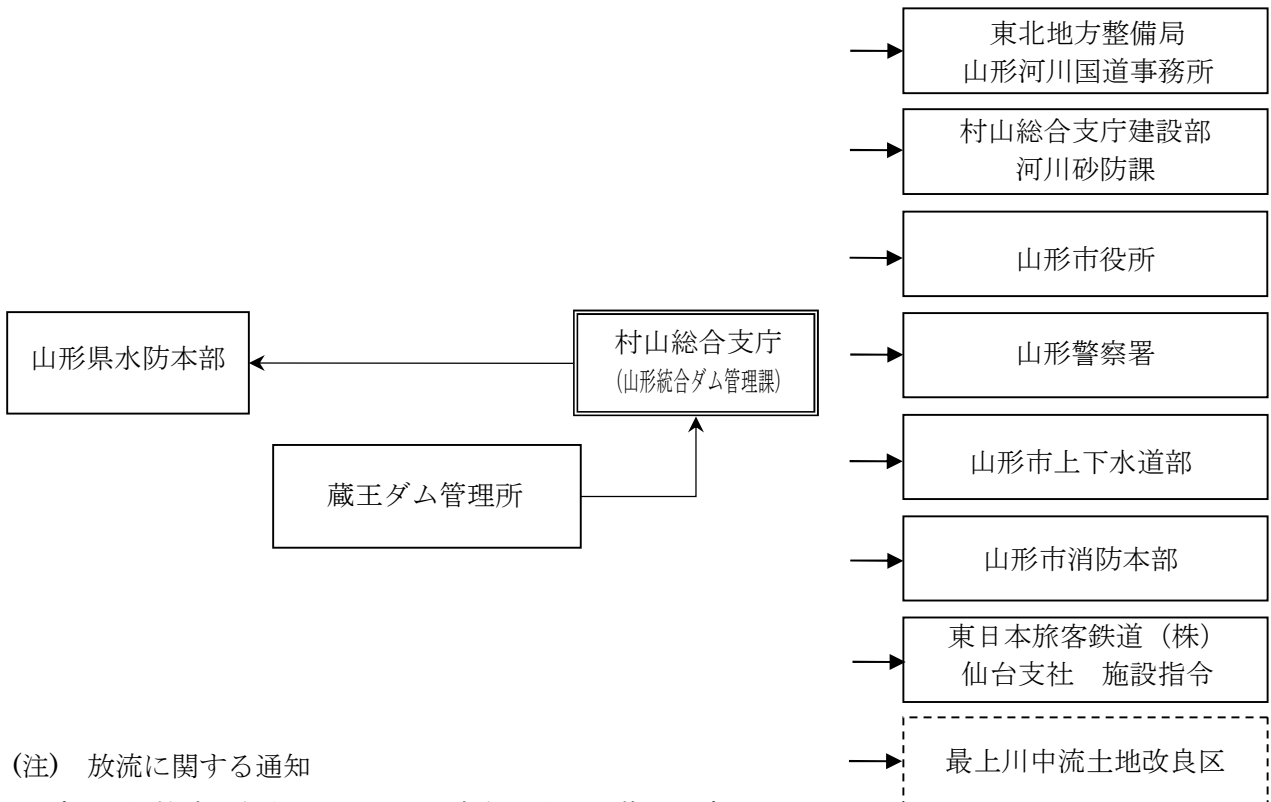 東北地方整備局
山形河川国道事務所
村山総合支庁建設部
河川砂防課
山形市役所
山形県水防本部
村山総合支庁
(山形統合ダム管理課)
山形警察署
蔵王ダム管理所
山形市上下水道部
山形市消防本部
東日本旅客鉄道（株）
仙台支社　施設指令
最上川中流土地改良区
(注)　放流に関する通知